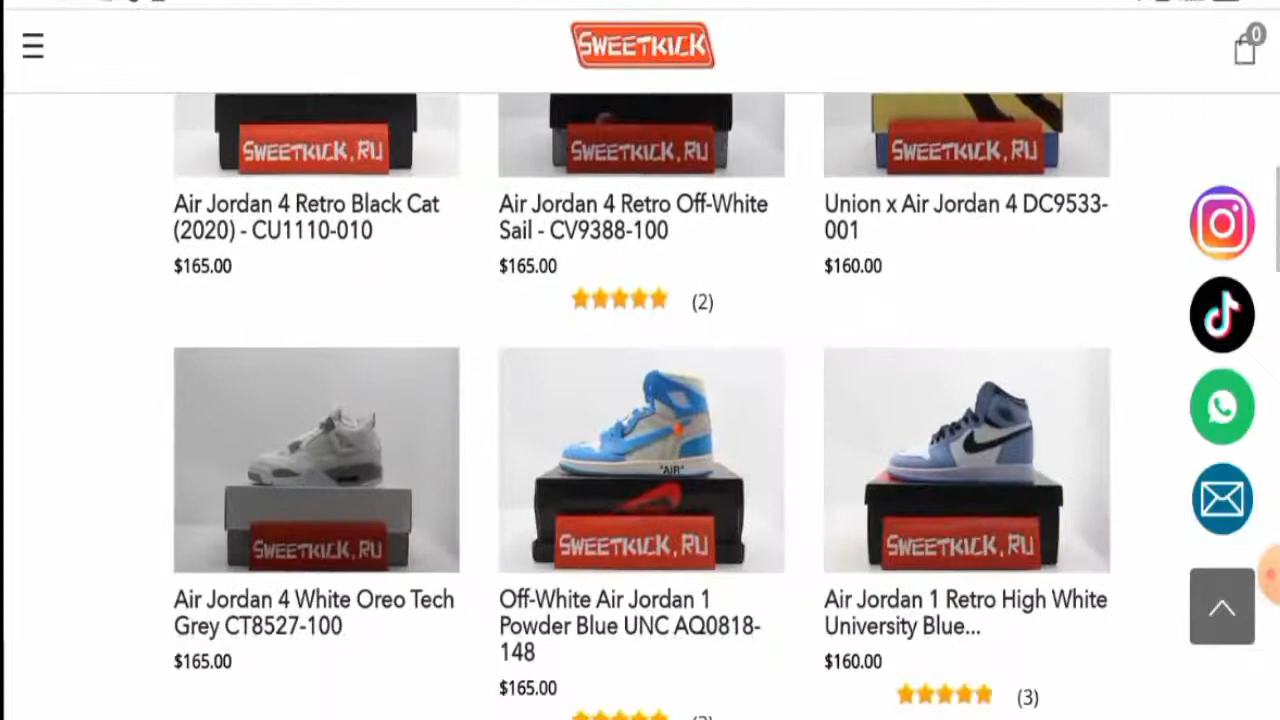 SWEETKICK
0
SWEETKICK.RU
SWEETKICK.RU
SWEETKICK.RU
Air Jordan 4 Retro Black Cat
(2020) - CU1110-010
$165.00
Air Jordan 4 Retro Off-White
Sail - CV9388-100
$165.00
(2)
Union x Air Jordan 4 DC9533-
001
$160.00
"AIR"
SWEETKICK.RU
SWEETKICK.RU
SWEETKICK.RU
Air Jordan 4 White Oreo Tech
Grey CT8527-100
$165.00
Off-White Air Jordan 1
Powder Blue UNC AQ0818-
148
$165.00
Air Jordan 1 Retro High White
University Blue...
$160.00
(3)